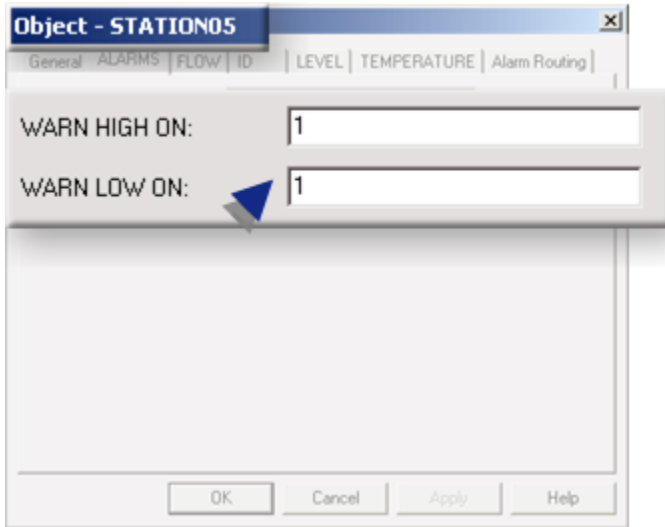 Object - STATION05
General ALARMS FLOW ID LEVEL TEMPERATURE Alarm Routing
WARN HIGH ON: 1
WARN LOW ON: 1
OK Cancel Apply Help